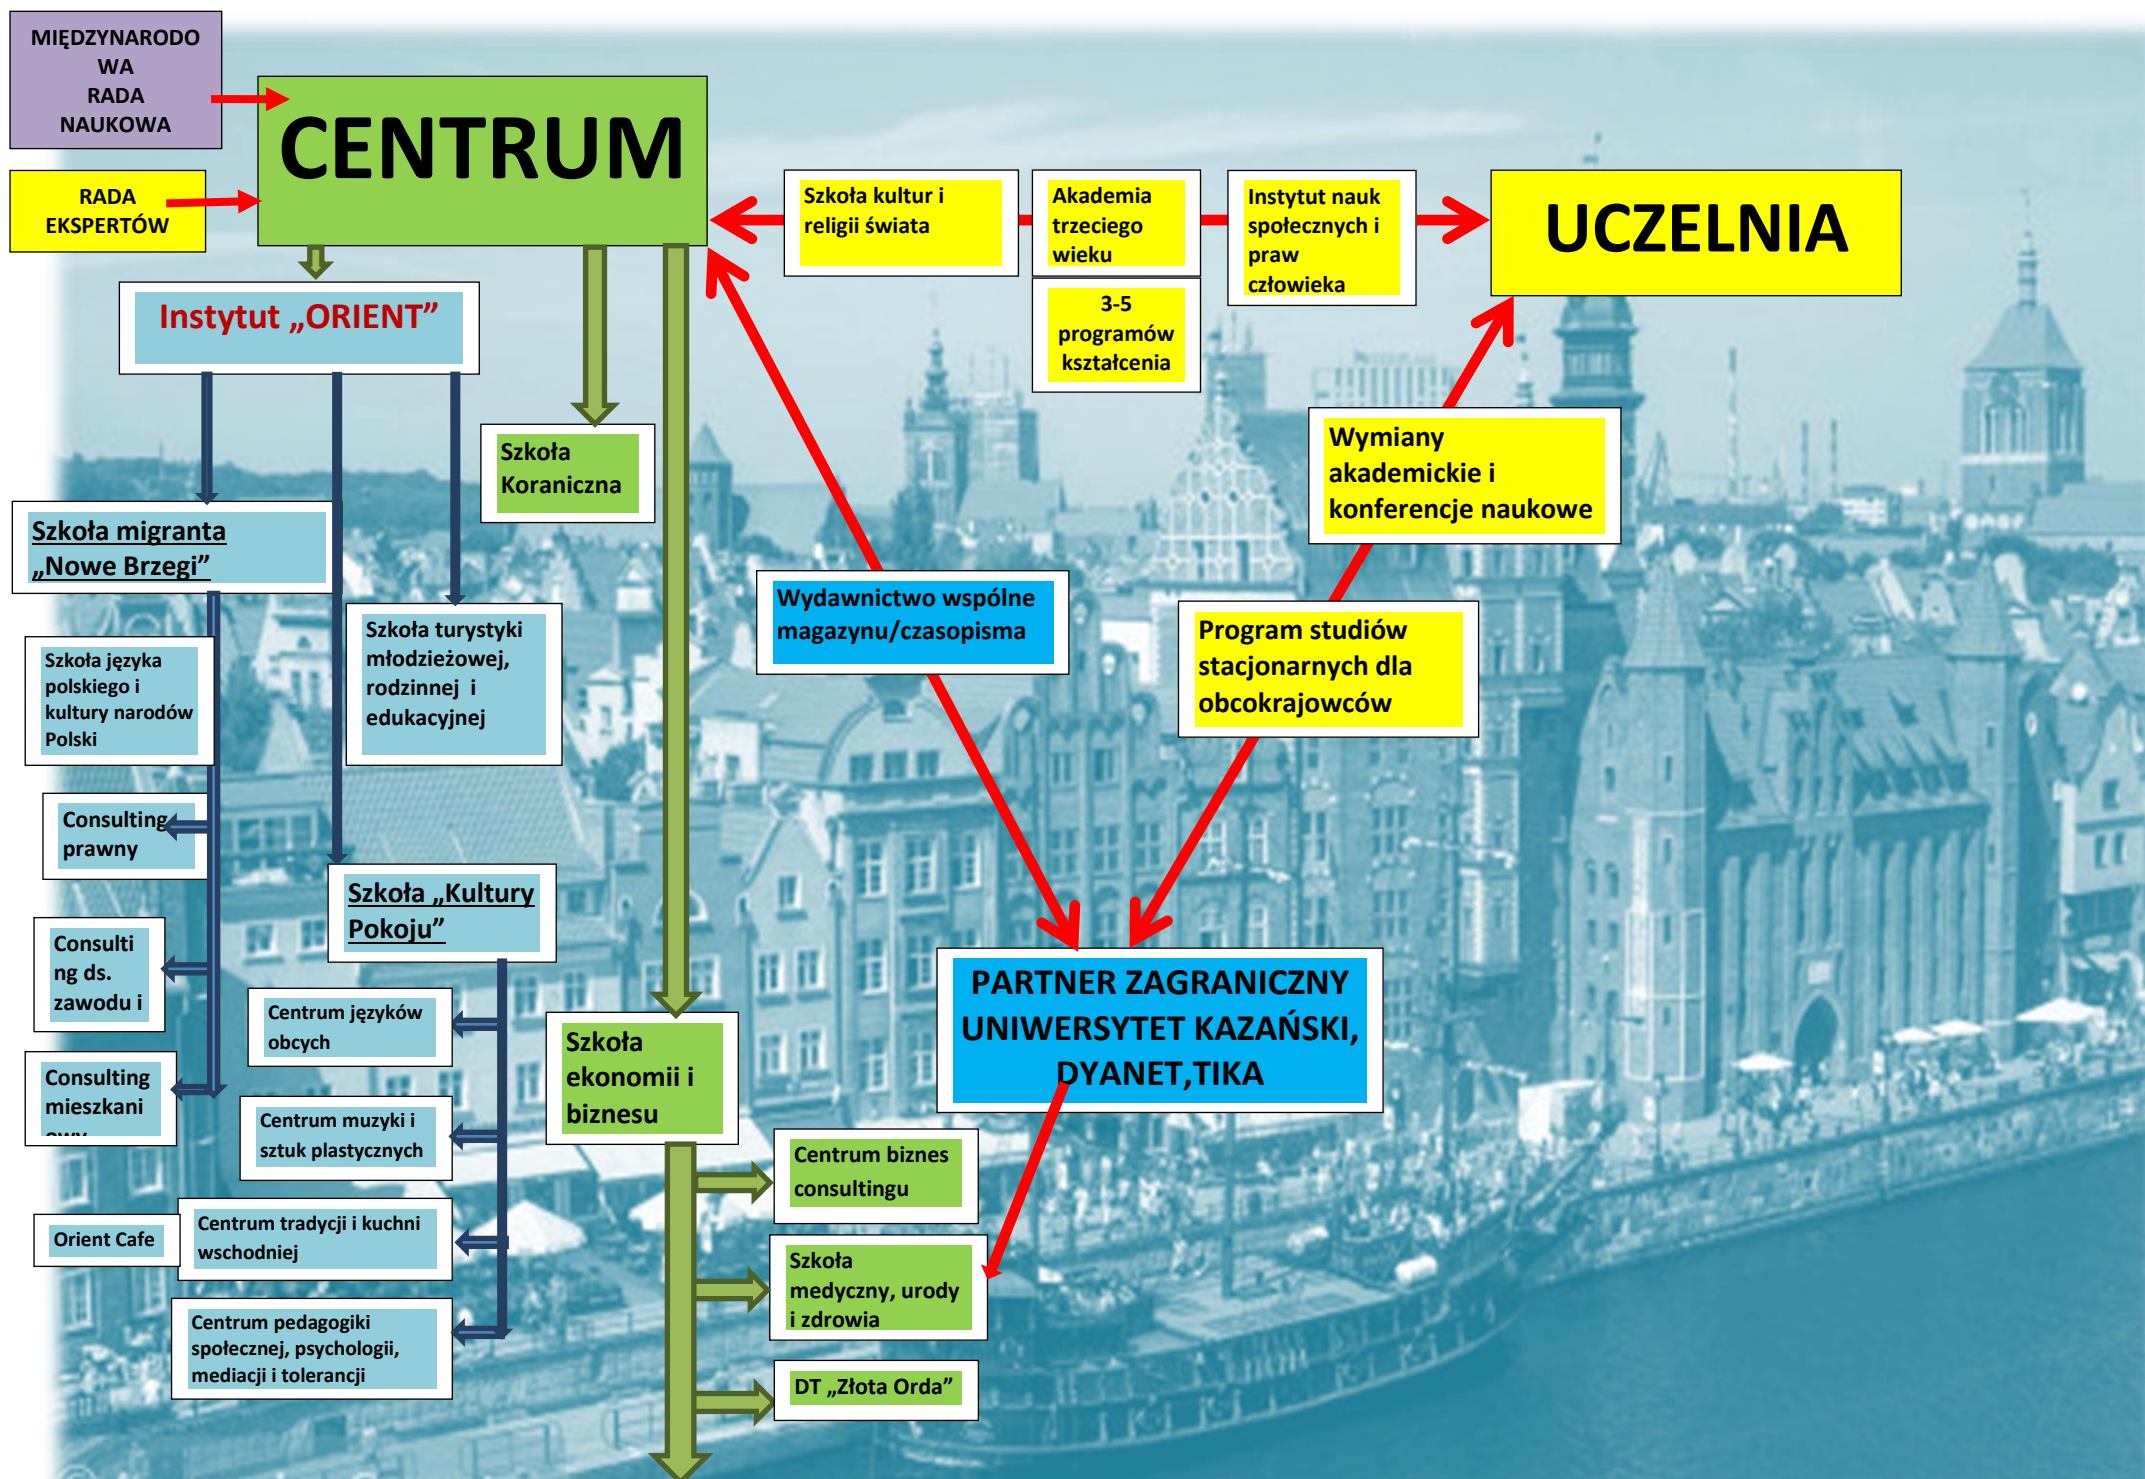 MIĘDZYNARODO
WA
RADA
NAUKOWA
CENTRUM
RADA
EKSPERTÓW
Szkoła kultur i
religii świata
Akademia
trzeciego
wieku
Instytut nauk
społecznych i
praw
człowieka
UCZELNIA
3-5
programów
kształcenia
Instytut „ORIENT”
Szkoła
Koraniczna
Wymiany
akademickie i
konferencje naukowe
Szkoła migranta
„Nowe Brzegi”
Wydawnictwo wspólne
magazynu/czasopisma
Szkoła turystyki
młodzieżowej,
rodzinnej i
edukacyjnej
Program studiów
stacjonarnych dla
obcokrajowców
Szkoła języka
polskiego i
kultury narodów
Polski
Consulting
prawny
Szkoła „Kultury
Pokoju”
Consulti
ng ds.
zawodu i
PARTNER ZAGRANICZNY
UNIWERSYTET KAZAŃSKI,
DYANET,TIKA
Centrum języków
obcych
Szkoła
ekonomii i
biznesu
Consulting
mieszkani
owy
Centrum muzyki i
sztuk plastycznych
Centrum biznes
consultingu
Orient Cafe
Centrum tradycji i kuchni
wschodniej
Szkoła
medyczny, urody
i zdrowia
Centrum pedagogiki
społecznej, psychologii,
mediacji i tolerancji
DT „Złota Orda”